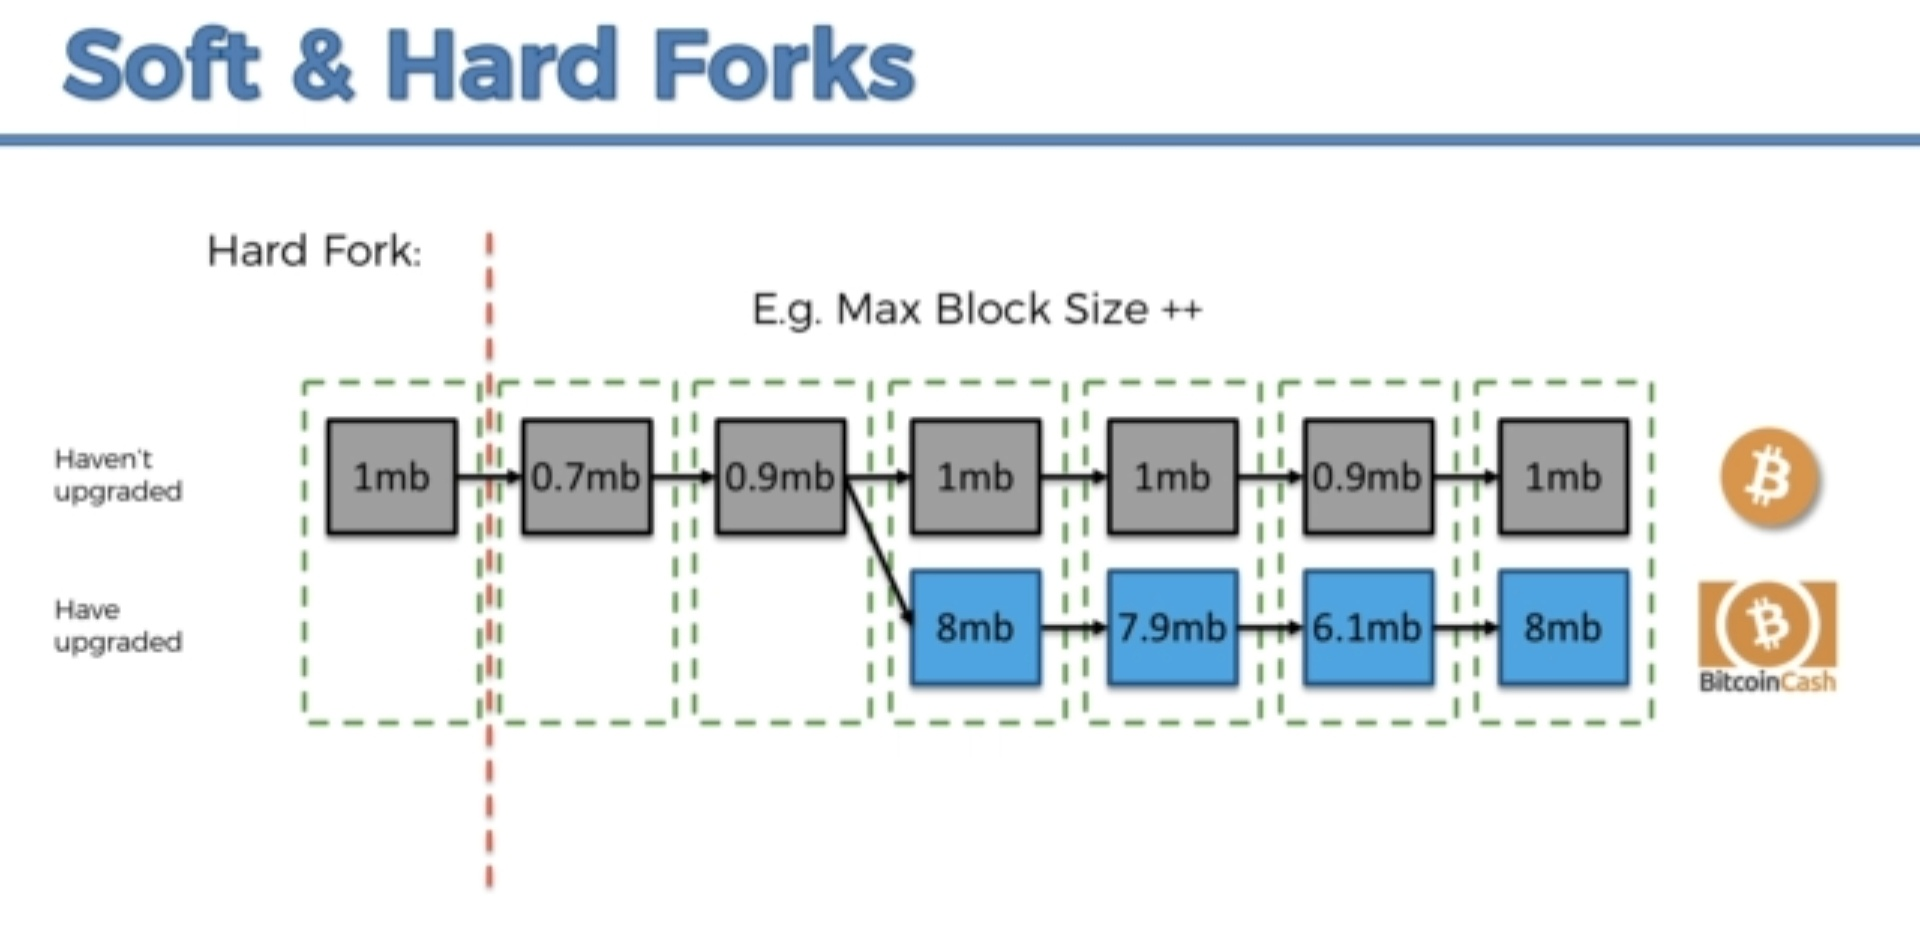 Soft & Hard Forks
Hard Fork:
E.g. Max Block Size ++
Haven't
upgraded
1mb 0.7mb 0.9mb 1mb 1mb 0.9mb 1mb
Have
upgraded
8mb 7.9mb 6.1mb 8mb
BitcoinCash